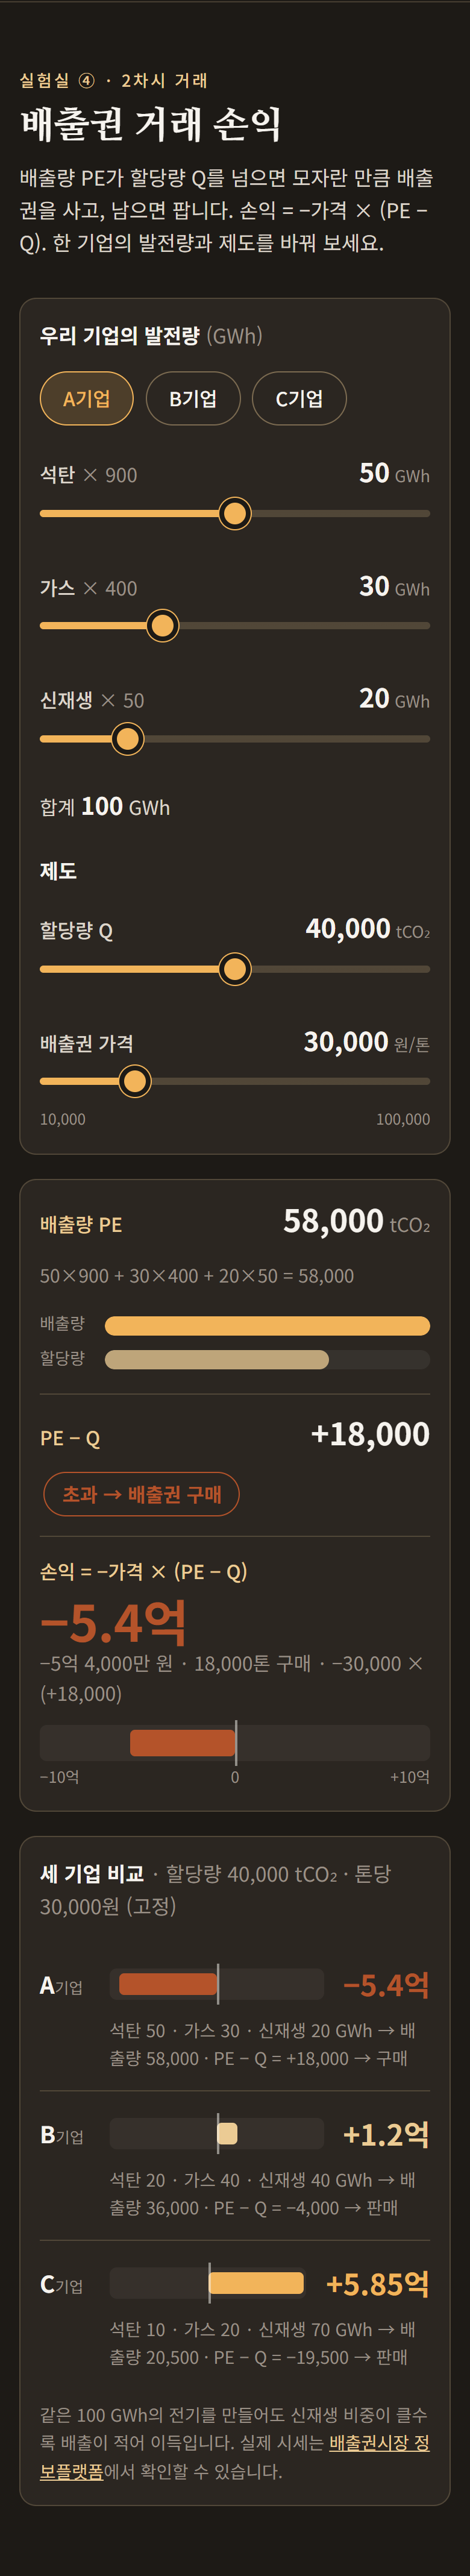 실험실 ④ · 2차시 거래
배출권 거래 손익
배출량 PE가 할당량 Q를 넘으면 모자란 만큼 배출
권을 사고, 남으면 팝니다. 손익 = −가격 × (PE −
Q). 한 기업의 발전량과 제도를 바꿔 보세요.
우리 기업의 발전량 (GWh)
A기업 B기업 C기업
석탄 × 900 50 GWh
가스 × 400 30 GWh
신재생 × 50 20 GWh
합계 100 GWh
제도
할당량 Q 40,000 tCO₂
배출권 가격 30,000 원/톤
10,000 100,000
배출량 PE 58,000 tCO₂
50×900 + 30×400 + 20×50 = 58,000
배출량
할당량
PE − Q +18,000
초과 → 배출권 구매
손익 = −가격 × (PE − Q)
−5.4억
−5억 4,000만 원 · 18,000톤 구매 · −30,000 ×
(+18,000)
−10억 0 +10억
세 기업 비교 · 할당량 40,000 tCO₂ · 톤당
30,000원 (고정)
A기업 −5.4억
석탄 50 · 가스 30 · 신재생 20 GWh → 배
출량 58,000 · PE − Q = +18,000 → 구매
B기업 +1.2억
석탄 20 · 가스 40 · 신재생 40 GWh → 배
출량 36,000 · PE − Q = −4,000 → 판매
C기업 +5.85억
석탄 10 · 가스 20 · 신재생 70 GWh → 배
출량 20,500 · PE − Q = −19,500 → 판매
같은 100 GWh의 전기를 만들어도 신재생 비중이 클수
록 배출이 적어 이득입니다. 실제 시세는 배출권시장 정
보플랫폼에서 확인할 수 있습니다.